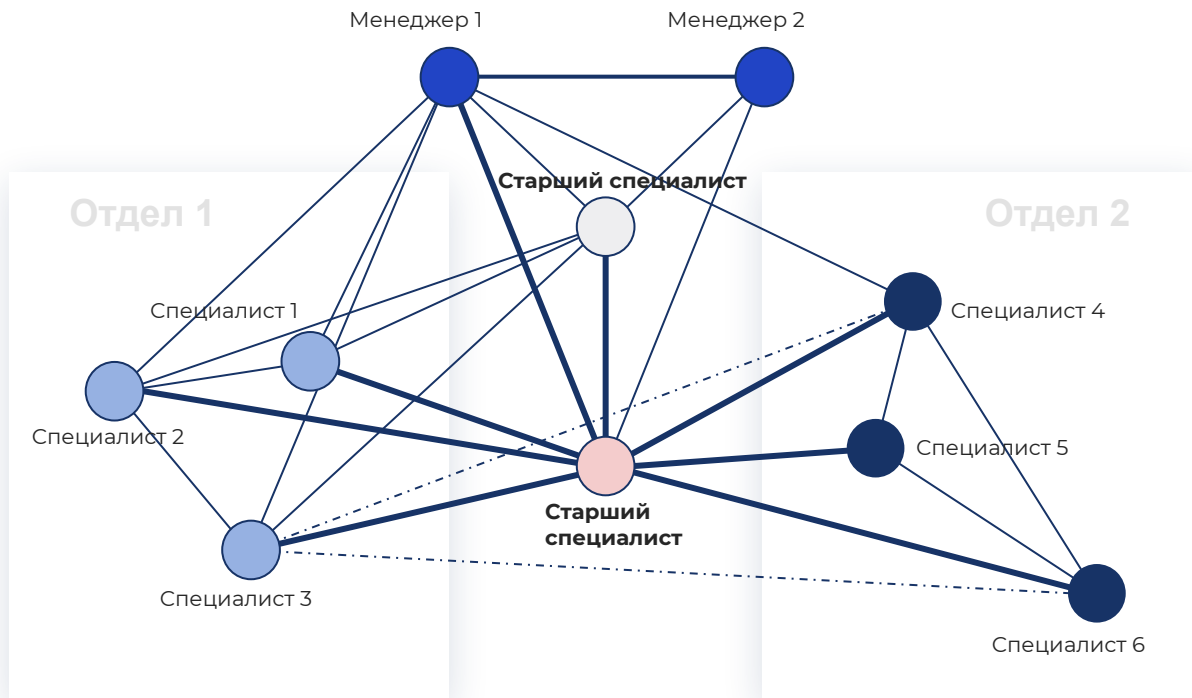 Менеджер 1
Менеджер 2
Старший специалист
Отдел 1
Отдел 2
Специалист 1
Специалист 4
Специалист 2
Специалист 5
Старший
специалист
Специалист 3
Специалист 6